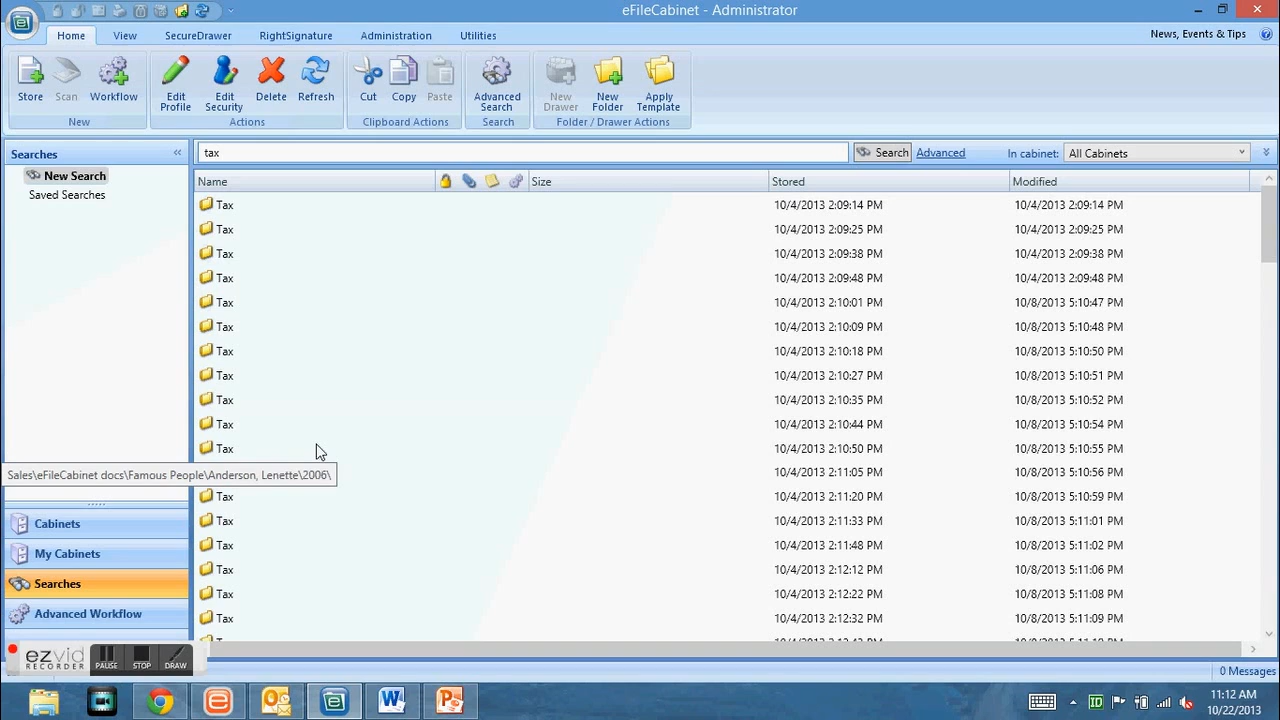 eFileCabinet - Administrator
Home View SecureDrawer RightSignature Administration Utilities News, Events & Tips
Store Scan Workflow Edit Profile Edit Security Delete Refresh Cut Copy Paste Advanced Search New Drawer New Folder Apply Template
New Actions Clipboard Actions Search Folder / Drawer Actions
Searches tax Search Advanced In cabinet: All Cabinets
New Search
Saved Searches
Name Size Stored Modified
Tax 10/4/2013 2:09:14 PM 10/4/2013 2:09:14 PM
Tax 10/4/2013 2:09:25 PM 10/4/2013 2:09:25 PM
Tax 10/4/2013 2:09:38 PM 10/4/2013 2:09:38 PM
Tax 10/4/2013 2:09:48 PM 10/4/2013 2:09:48 PM
Tax 10/4/2013 2:10:01 PM 10/8/2013 5:10:47 PM
Tax 10/4/2013 2:10:09 PM 10/8/2013 5:10:48 PM
Tax 10/4/2013 2:10:18 PM 10/8/2013 5:10:50 PM
Tax 10/4/2013 2:10:27 PM 10/8/2013 5:10:51 PM
Tax 10/4/2013 2:10:35 PM 10/8/2013 5:10:52 PM
Tax 10/4/2013 2:10:44 PM 10/8/2013 5:10:54 PM
Tax 10/4/2013 2:10:50 PM 10/8/2013 5:10:55 PM
Sales\eFileCabinet docs\Famous People\Anderson, Lenette\2006\ 10/4/2013 2:11:05 PM 10/8/2013 5:10:56 PM
Tax 10/4/2013 2:11:20 PM 10/8/2013 5:10:59 PM
Tax 10/4/2013 2:11:33 PM 10/8/2013 5:11:01 PM
Tax 10/4/2013 2:11:48 PM 10/8/2013 5:11:02 PM
Tax 10/4/2013 2:12:12 PM 10/8/2013 5:11:06 PM
Tax 10/4/2013 2:12:22 PM 10/8/2013 5:11:08 PM
Tax 10/4/2013 2:12:32 PM 10/8/2013 5:11:09 PM
Cabinets
My Cabinets
Searches
Advanced Workflow
ezvid RECORDER PAUSE STOP DRAW
0 Messages
11:12 AM
10/22/2013